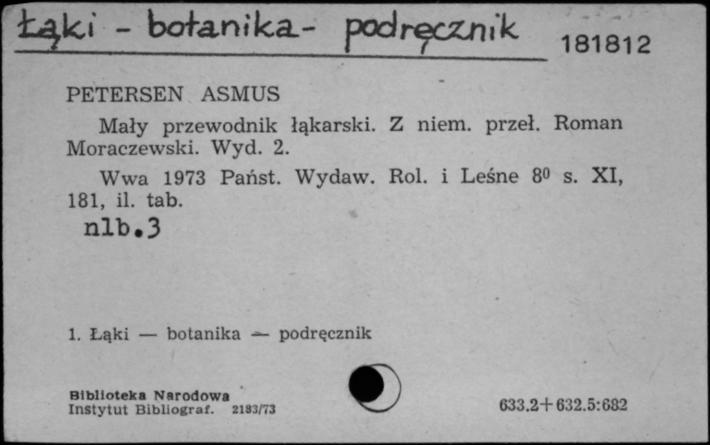 Łąki - botanika - podręcznik
181812
PETERSEN ASMUS
Mały przewodnik łąkarski. Z niem. przeł. Roman
Moraczewski. Wyd. 2.
Wwa 1973 Państ. Wydaw. Rol. i Leśne 8⁰ s. XI,
181, il. tab.
nlb.3
1. Łąki — botanika — podręcznik
Biblioteka Narodowa
Instytut Bibliograf. 2183/73
633.2+632.5:682